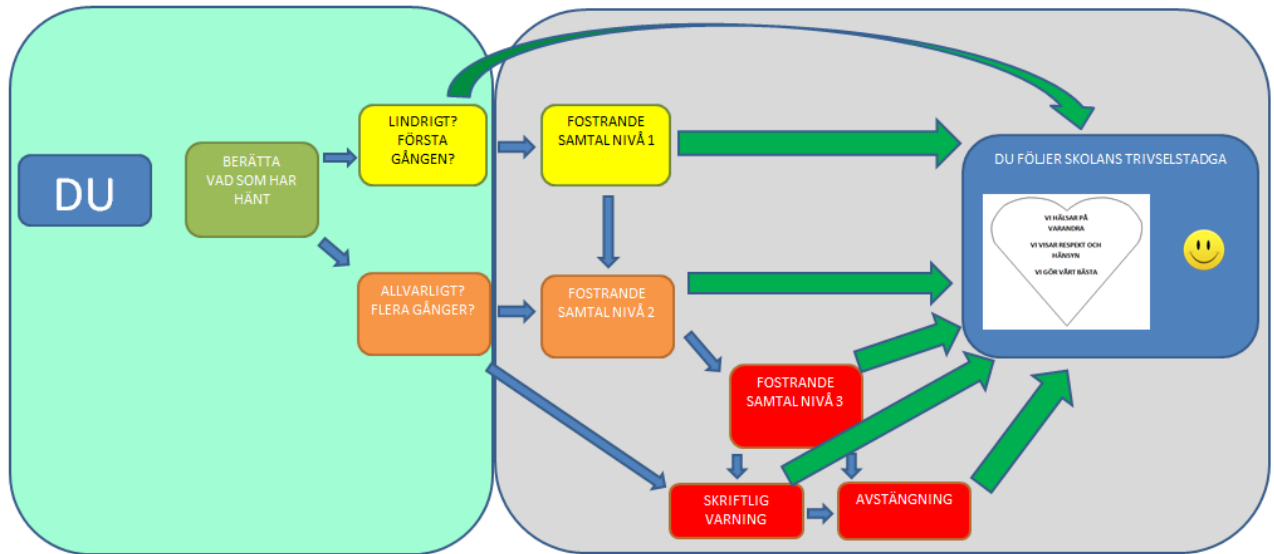 DU
BERÄTTA
VAD SOM HAR
HÄNT
LINDRIGT?
FÖRSTA
GÅNGEN?
ALLVARLIGT?
FLERA GÅNGER?
FOSTRANDE
SAMTAL NIVÅ 1
FOSTRANDE
SAMTAL NIVÅ 2
FOSTRANDE
SAMTAL NIVÅ 3
SKRIFTLIG
VARNING
AVSTÄNGNING
DU FÖLJER SKOLANS TRIVSELSTADGA
VI HÄLSAR PÅ
VARANDRA
VI VISAR RESPEKT OCH
HÄNSYN
VI GÖR VÅRT BÄSTA